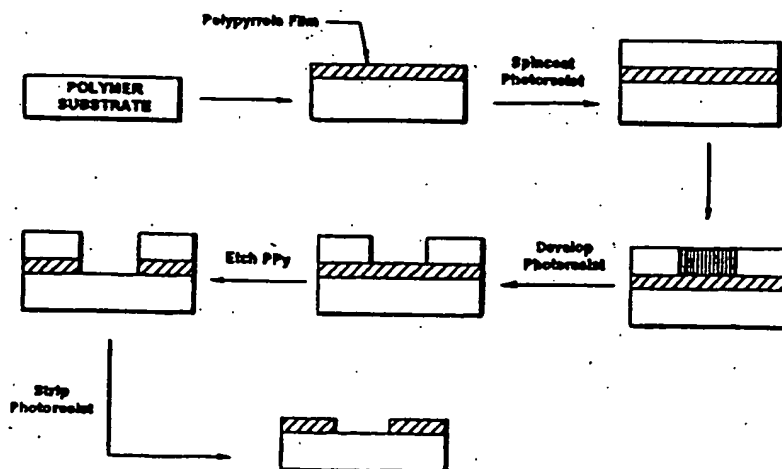 Polypyrrole Film
POLYMER
SUBSTRATE
Spincoat
Photoresist
Develop
Photoresist
Etch PPy
Strip
Photoresist